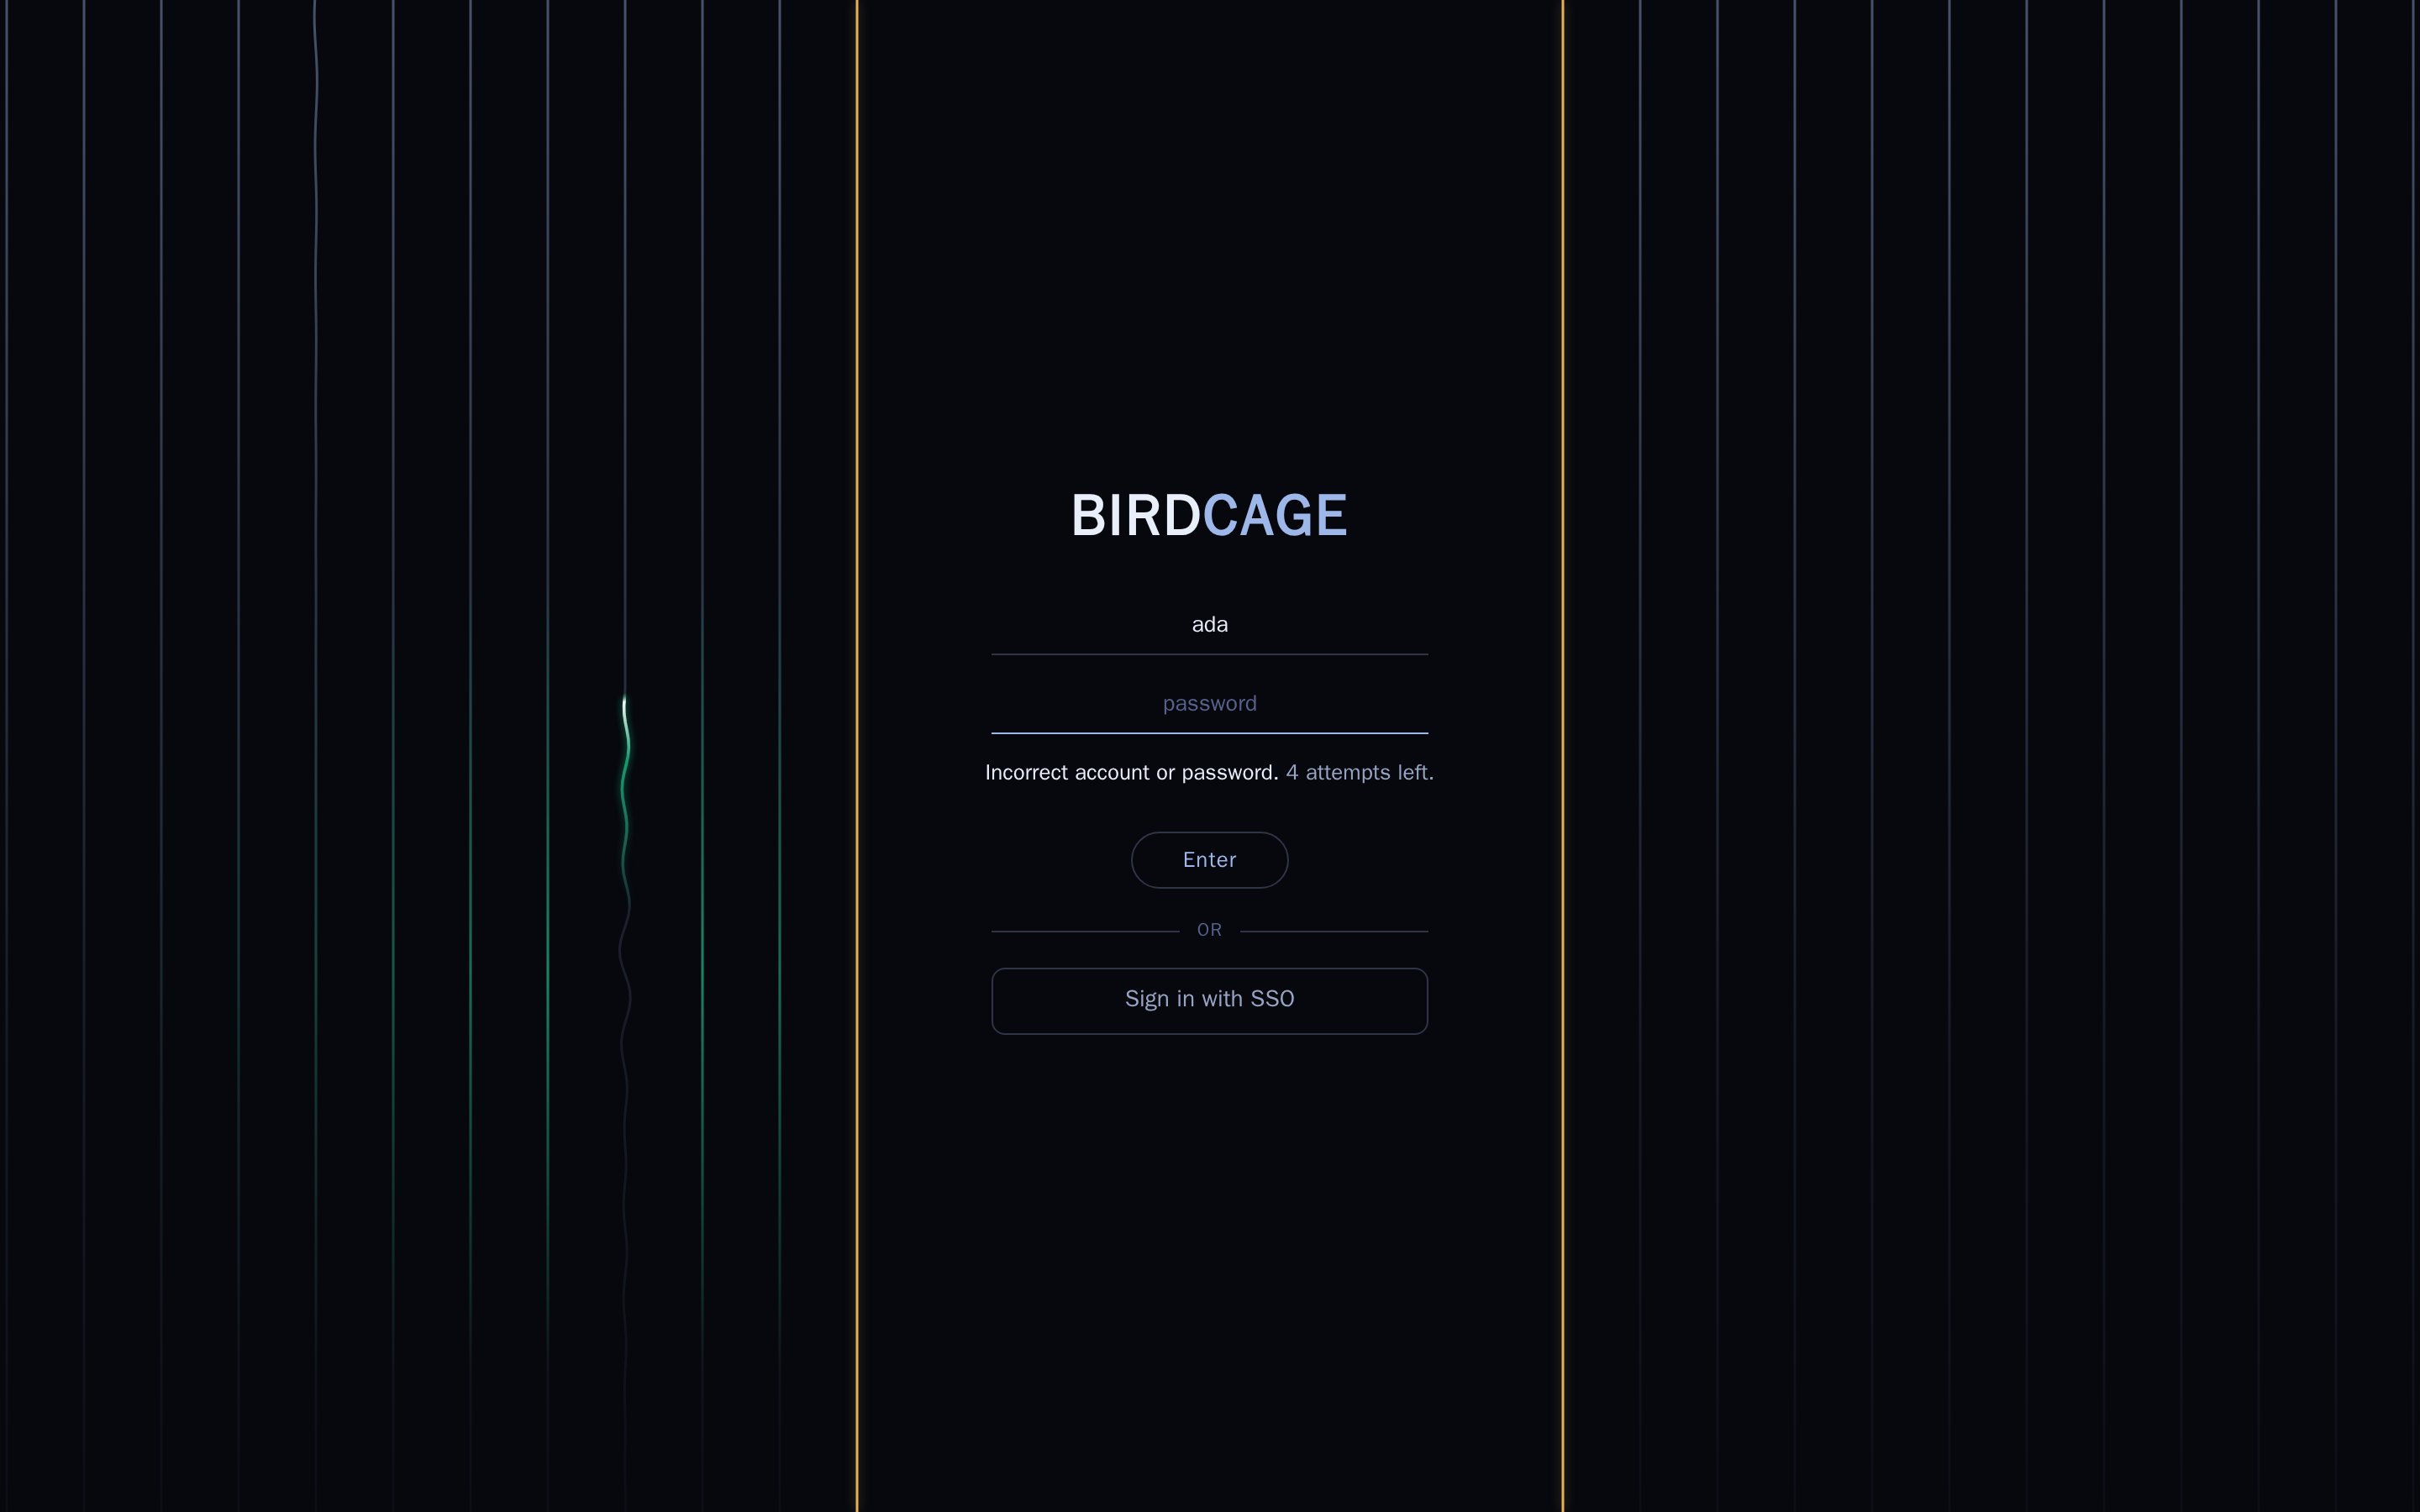 BIRDCAGE
ada
password
Incorrect account or password. 4 attempts left.
Enter
OR
Sign in with SSO